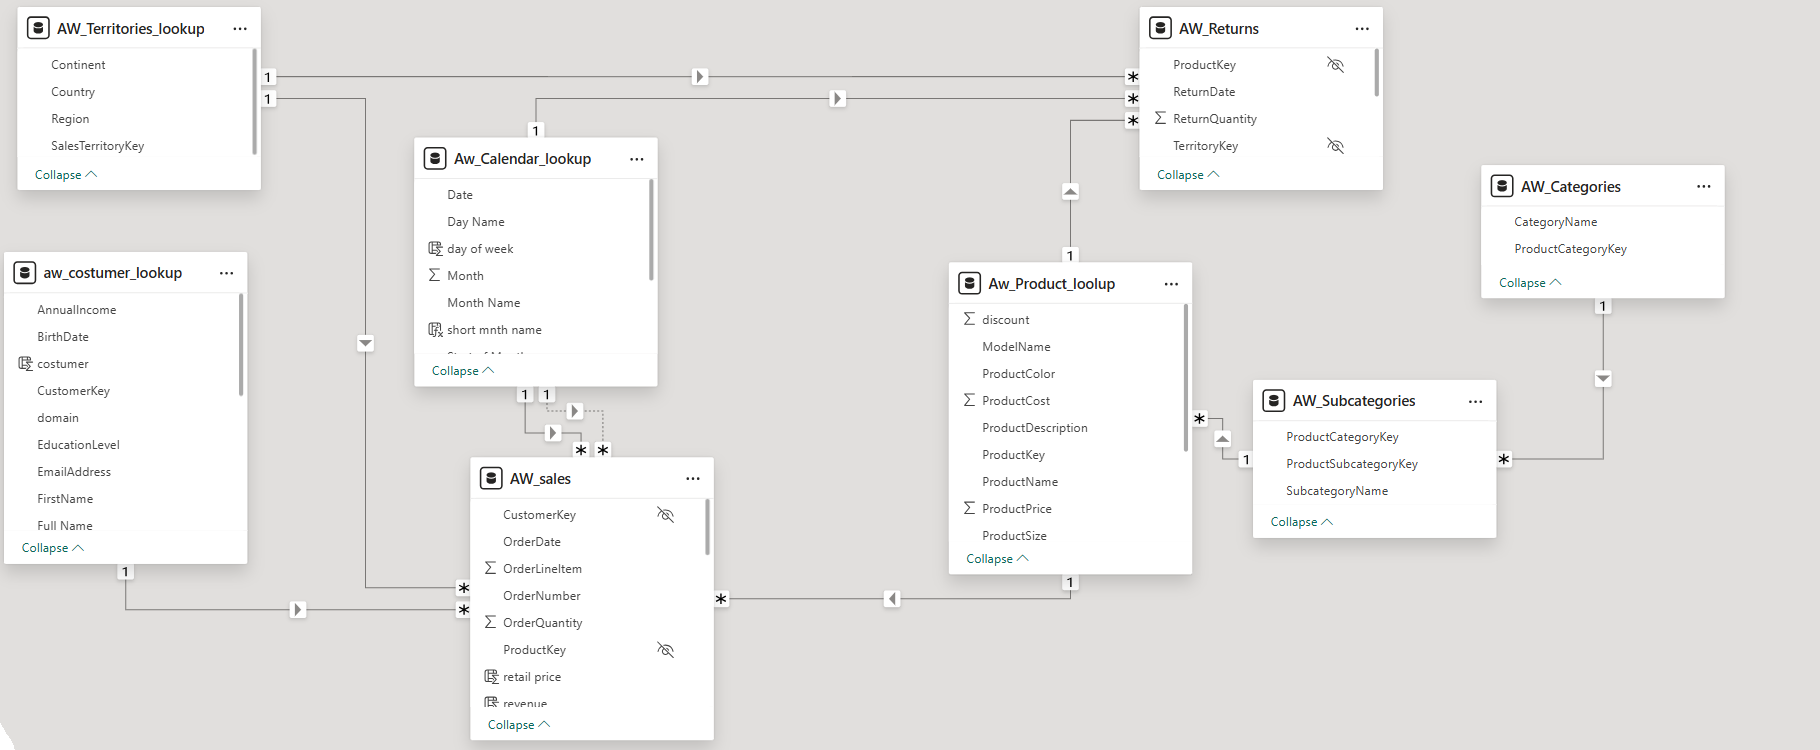 AW_Territories_lookup ...
Continent
Country
Region
SalesTerritoryKey
Collapse
1
1
aw_costumer_lookup ...
AnnualIncome
BirthDate
costumer
CustomerKey
domain
EducationLevel
EmailAddress
FirstName
Full Name
Collapse
1
1
Aw_Calendar_lookup ...
Date
Day Name
day of week
Σ Month
Month Name
short mnth name
Start of Month
Collapse
1 1
* *
AW_sales ...
CustomerKey
OrderDate
Σ OrderLineItem
OrderNumber
Σ OrderQuantity
ProductKey
retail price
revenue
Collapse
*
*
*
AW_Returns ...
ProductKey
ReturnDate
Σ ReturnQuantity
TerritoryKey
Collapse
*
*
*
1
Aw_Product_loolup ...
Σ discount
ModelName
ProductColor
Σ ProductCost
ProductDescription
ProductKey
ProductName
Σ ProductPrice
ProductSize
Collapse
1
*
AW_Categories ...
CategoryName
ProductCategoryKey
Collapse
1
AW_Subcategories ...
ProductCategoryKey
ProductSubcategoryKey
SubcategoryName
Collapse
1
*